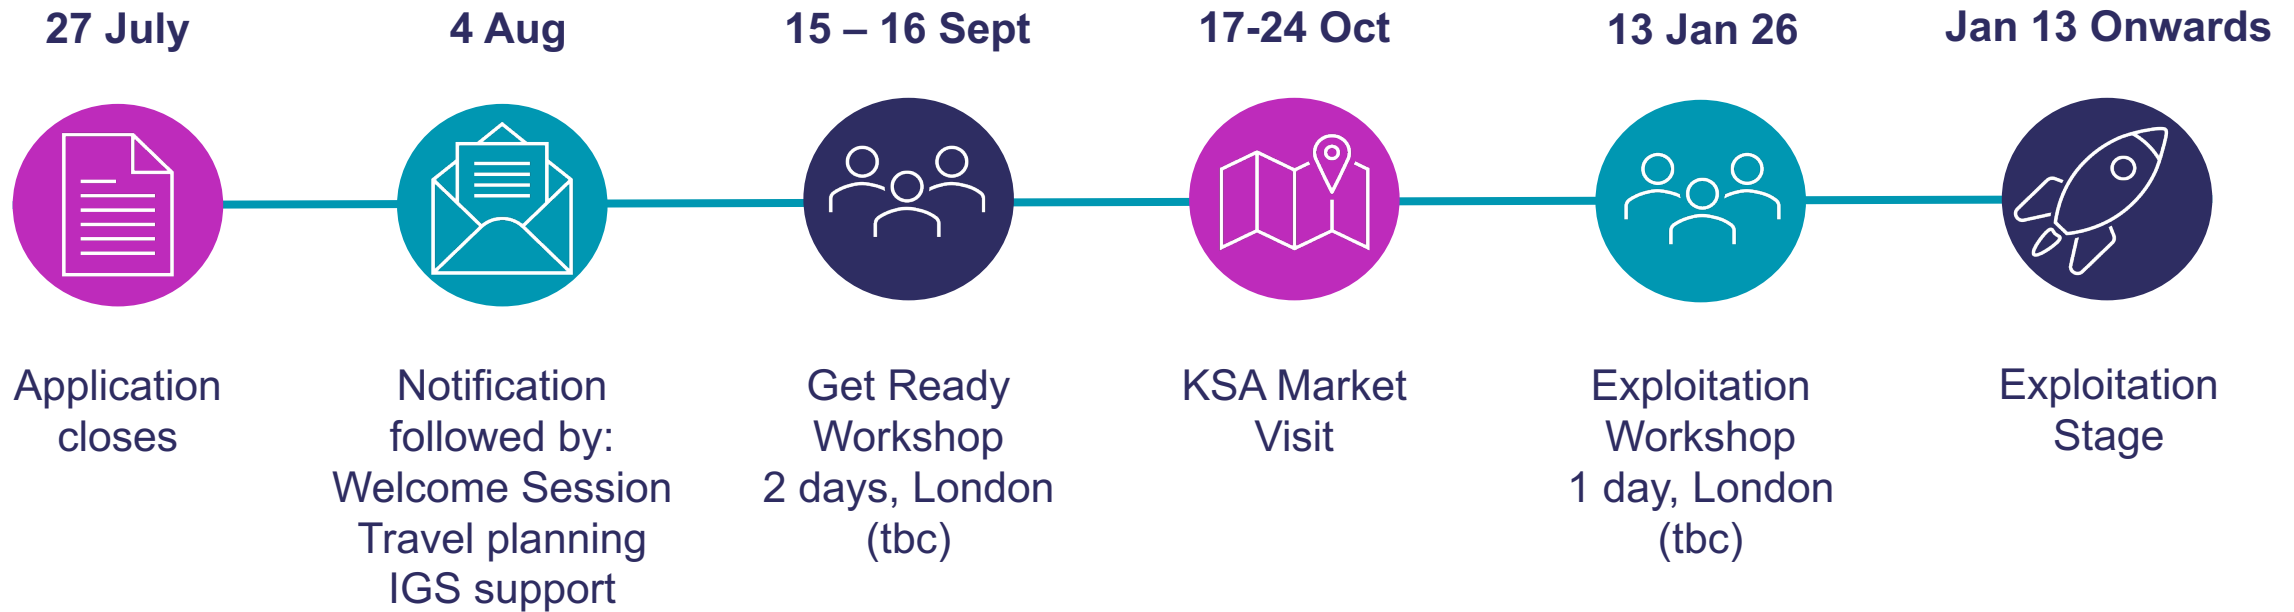 27 July
4 Aug
15 – 16 Sept
17-24 Oct
13 Jan 26
Jan 13 Onwards
Application
closes
Notification
followed by:
Welcome Session
Travel planning
IGS support
Get Ready
Workshop
2 days, London
(tbc)
KSA Market
Visit
Exploitation
Workshop
1 day, London
(tbc)
Exploitation
Stage